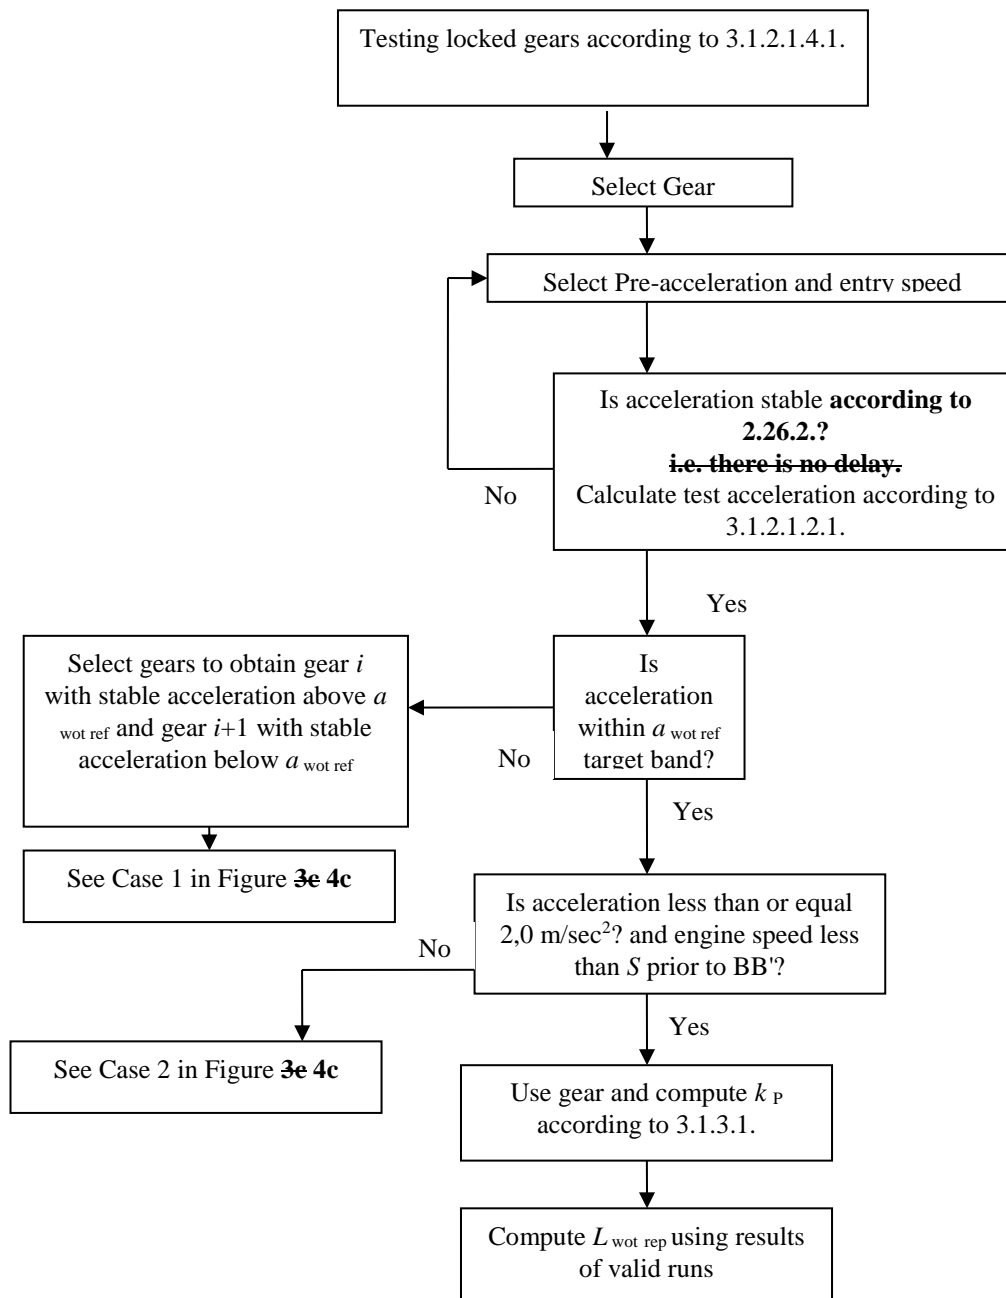 Testing locked gears according to 3.1.2.1.4.1.
Select Gear
Select Pre-acceleration and entry speed
Is acceleration stable according to
2.26.2.?
i.e. there is no delay.
Calculate test acceleration according to
3.1.2.1.2.1.
No
Yes
Is
acceleration
within a wot ref
target band?
No
Select gears to obtain gear i
with stable acceleration above a
wot ref and gear i+1 with stable
acceleration below a wot ref
See Case 1 in Figure 3c 4c
Yes
Is acceleration less than or equal
2,0 m/sec²? and engine speed less
than S prior to BB'?
No
See Case 2 in Figure 3c 4c
Yes
Use gear and compute k P
according to 3.1.3.1.
Compute L wot rep using results
of valid runs